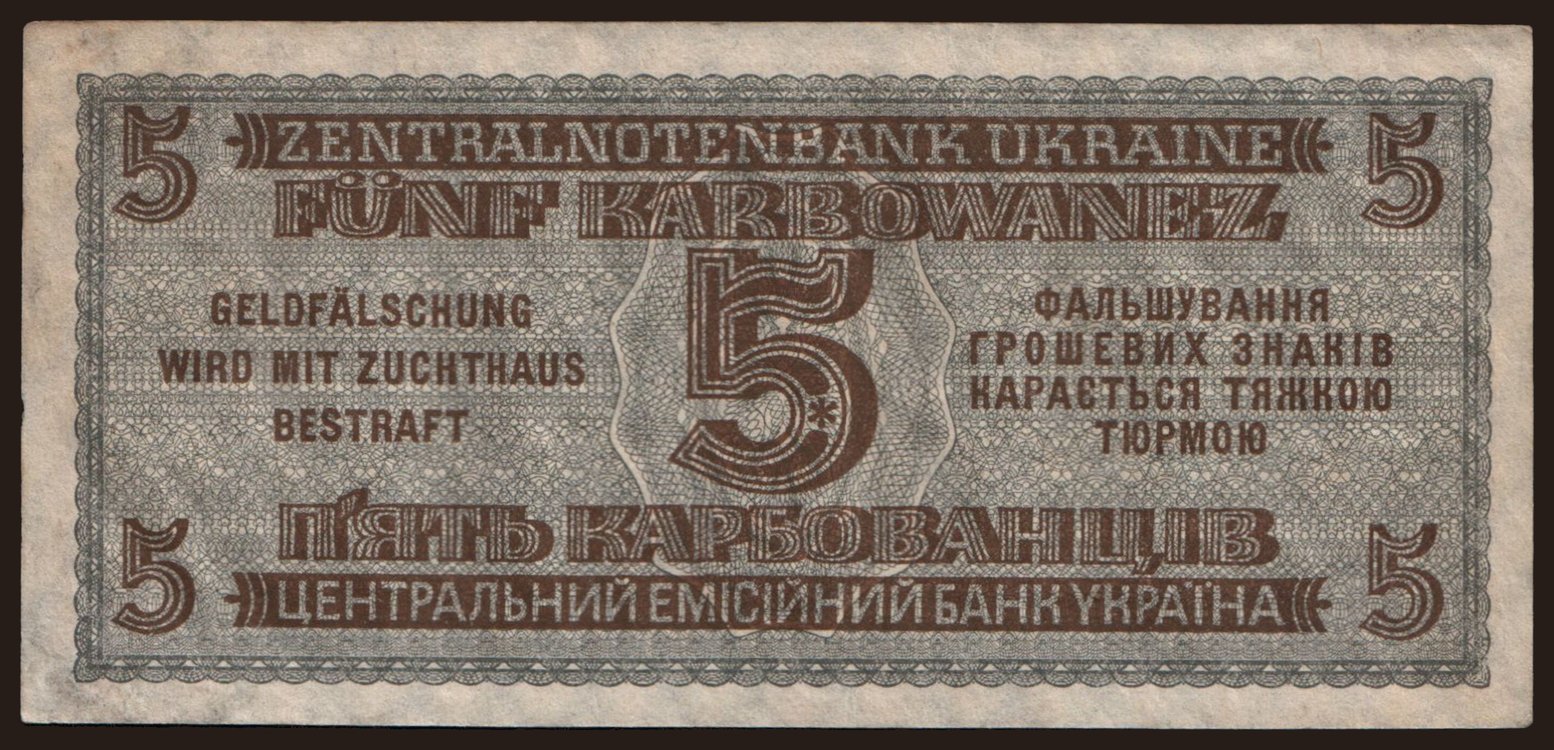 5 ZENTRALNOTENBANK UKRAINE 5
FÜNF KARBOWANEZ
GELDFÄLSCHUNG
WIRD MIT ZUCHTHAUS
BESTRAFT
5
ФАЛЬШУВАННЯ
ГРОШЕВИХ ЗНАКІВ
КАРАЄТЬСЯ ТЯЖКОЮ
ТЮРМОЮ
П'ЯТЬ КАРБОВАНЦІВ
5 ЦЕНТРАЛЬНИЙ ЕМІСІЙНИЙ БАНК УКРАЇНА 5